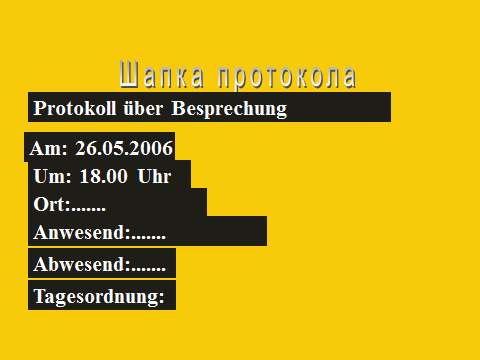 Шапка протокола
Protokoll über Besprechung
Am: 26.05.2006
Um: 18.00 Uhr
Ort:.......
Anwesend:.......
Abwesend:.......
Tagesordnung: